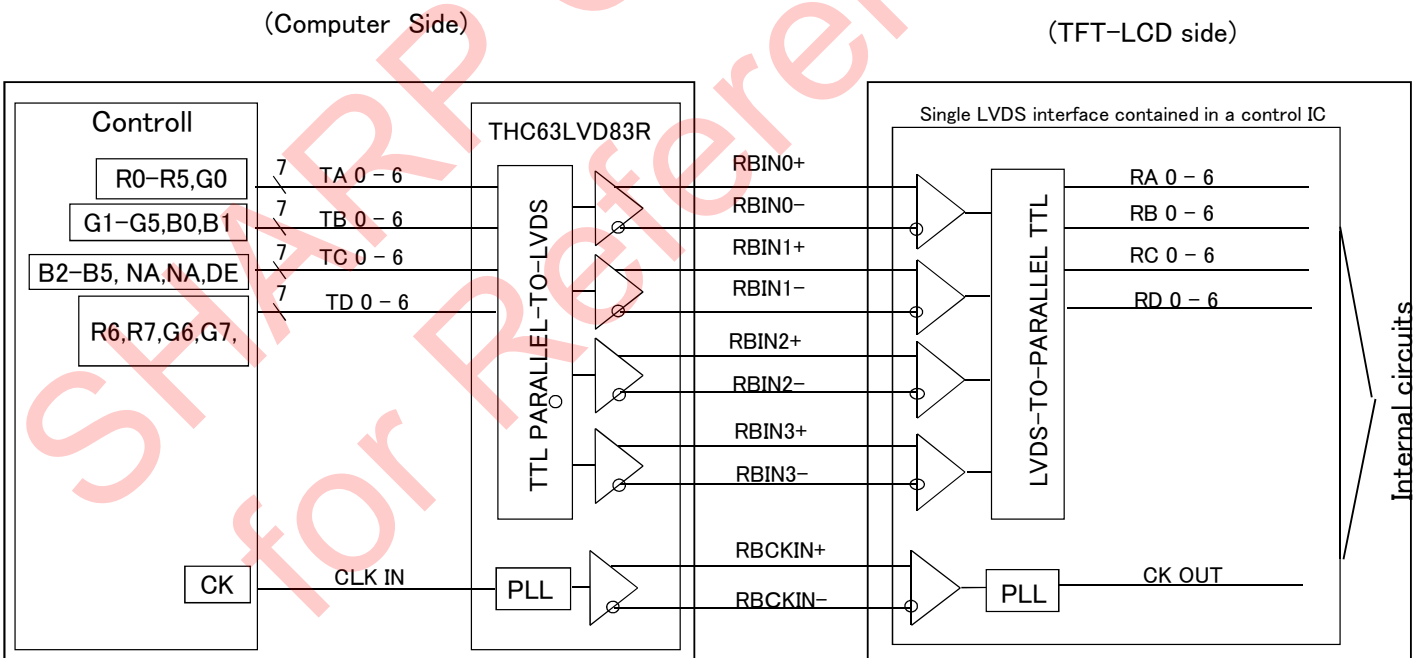 (Computer Side)
(TFT-LCD side)
Controll
THC63LVD83R
Single LVDS interface contained in a control IC
R0-R5,G0
7
TA 0 - 6
RBIN0+
RA 0 - 6
G1-G5,B0,B1
7
TB 0 - 6
RBIN0-
RB 0 - 6
B2-B5, NA,NA,DE
7
TC 0 - 6
RBIN1+
RC 0 - 6
R6,R7,G6,G7,
7
TD 0 - 6
RBIN1-
RD 0 - 6
TTL PARALLEL-TO-LVDS
RBIN2+
RBIN2-
RBIN3+
RBIN3-
LVDS-TO-PARALLEL TTL
Internal circuits
CK
CLK IN
PLL
RBCKIN+
RBCKIN-
PLL
CK OUT
SHARP
for Refere